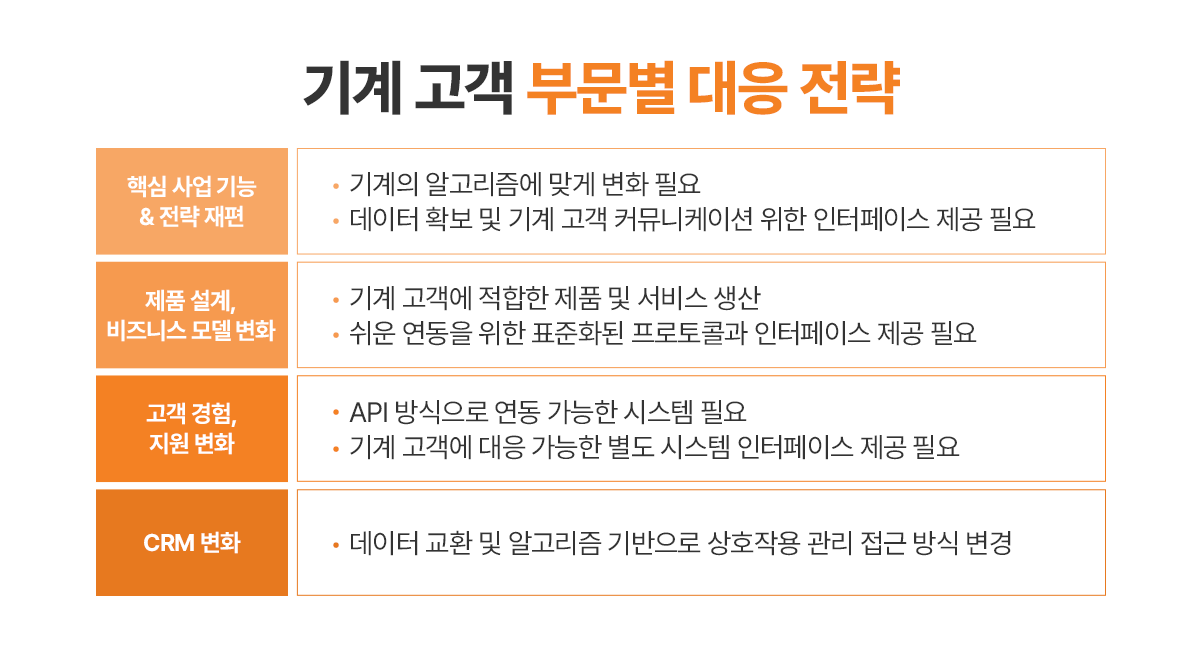 기계 고객 부문별 대응 전략
핵심 사업 기능
& 전략 재편
• 기계의 알고리즘에 맞게 변화 필요
• 데이터 확보 및 기계 고객 커뮤니케이션 위한 인터페이스 제공 필요
제품 설계,
비즈니스 모델 변화
• 기계 고객에 적합한 제품 및 서비스 생산
• 쉬운 연동을 위한 표준화된 프로토콜과 인터페이스 제공 필요
고객 경험,
지원 변화
• API 방식으로 연동 가능한 시스템 필요
• 기계 고객에 대응 가능한 별도 시스템 인터페이스 제공 필요
CRM 변화
• 데이터 교환 및 알고리즘 기반으로 상호작용 관리 접근 방식 변경